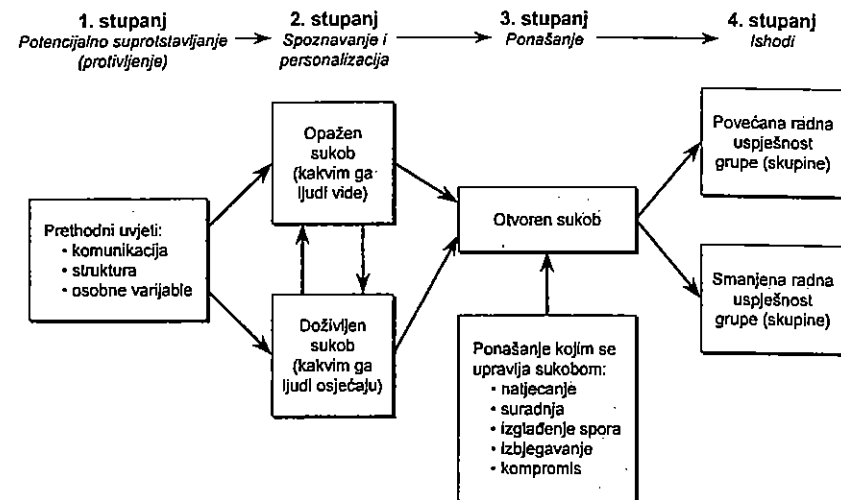 1. stupanj
Potencijalno suprotstavljanje
(protivljenje)
2. stupanj
Spoznavanje i
personalizacija
3. stupanj
Ponašanje
4. stupanj
Ishodi
Prethodni uvjeti:
• komunikacija
• struktura
• osobne varijable
Opažen
sukob
(kakvim ga
ljudi vide)
Doživljen
sukob
(kakvim ga
ljudi osjećaju)
Otvoren sukob
Ponašanje kojim se
upravlja sukobom:
• natjecanje
• suradnja
• izglađenje spora
• izbjegavanje
• kompromis
Povećana radna
uspješnost
grupe (skupine)
Smanjena radna
uspješnost
grupe (skupine)